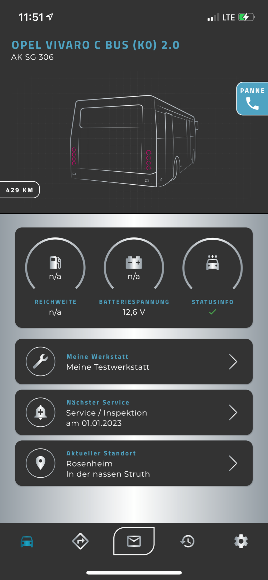 11:51
LTE
OPEL VIVARO C BUS (K0) 2.0
AK SG 306
PANNE
429 KM
n/a
n/a
REICHWEITE
BATTERIESPANNUNG
STATUSINFO
n/a
12,6 V
Meine Werkstatt
Meine Testwerkstatt
Nächster Service
Service / Inspektion
am 01.01.2023
Aktueller Standort
Rosenheim
In der nassen Struth